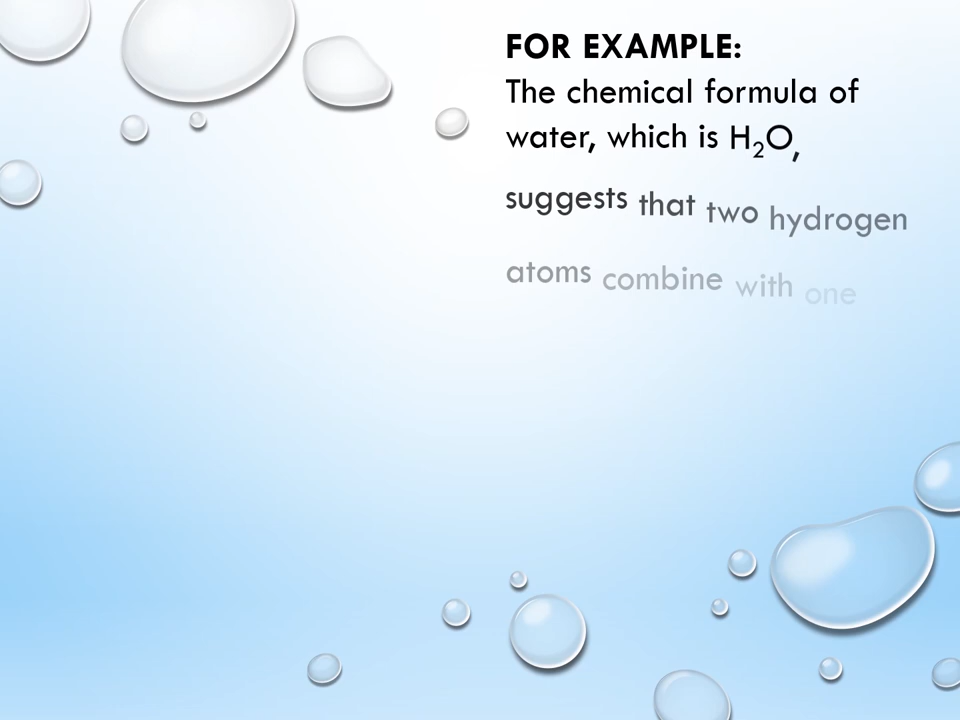 FOR EXAMPLE:
The chemical formula of
water, which is H₂O,
suggests that two hydrogen
atoms combine with one